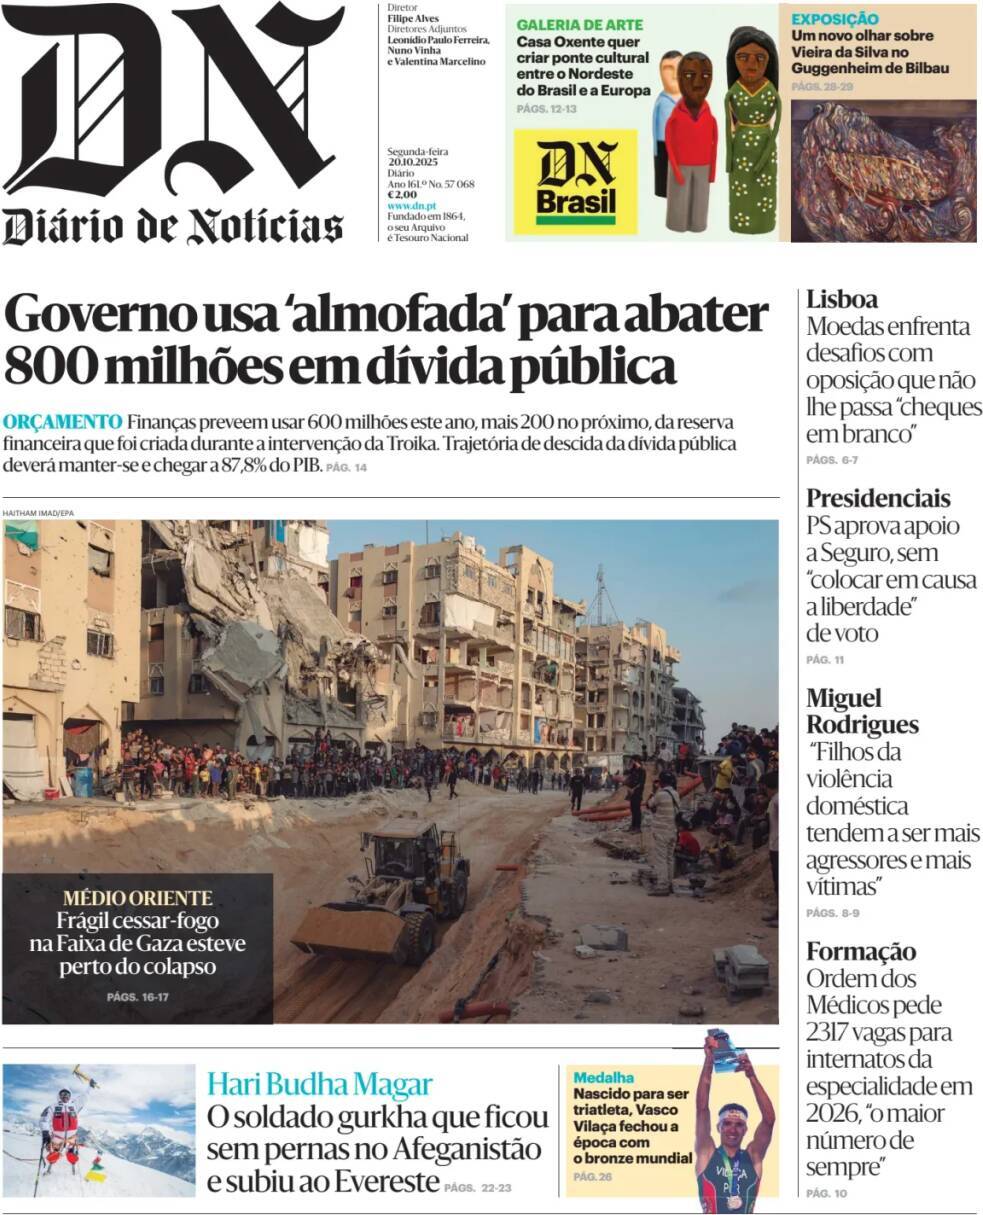 DN
Diário de Notícias
Diretor
Filipe Alves
Diretores Adjuntos
Leonídio Paulo Ferreira,
Nuno Vinha
e Valentina Marcelino
Segunda-feira
20.10.2025
Diário
Ano 161.º No. 57 068
€ 2,00
www.dn.pt
Fundado em 1864,
o seu Arquivo
é Tesouro Nacional
GALERIA DE ARTE
Casa Oxente quer
criar ponte cultural
entre o Nordeste
do Brasil e a Europa
PÁGS. 12-13
DN
Brasil
EXPOSIÇÃO
Um novo olhar sobre
Vieira da Silva no
Guggenheim de Bilbau
PÁGS. 28-29
Governo usa ‘almofada’ para abater
800 milhões em dívida pública
ORÇAMENTO Finanças preveem usar 600 milhões este ano, mais 200 no próximo, da reserva
financeira que foi criada durante a intervenção da Troika. Trajetória de descida da dívida pública
deverá manter-se e chegar a 87,8% do PIB. PÁG. 14
HAITHAM IMAD/EPA
MÉDIO ORIENTE
Frágil cessar-fogo
na Faixa de Gaza esteve
perto do colapso
PÁGS. 16-17
Lisboa
Moedas enfrenta
desafios com
oposição que não
lhe passa “cheques
em branco”
PÁGS. 6-7
Presidenciais
PS aprova apoio
a Seguro, sem
“colocar em causa
a liberdade”
de voto
PÁG. 11
Miguel
Rodrigues
“Filhos da
violência
doméstica
tendem a ser mais
agressores e mais
vítimas”
PÁGS. 8-9
Formação
Ordem dos
Médicos pede
2317 vagas para
internatos da
especialidade em
2026, “o maior
número de
sempre”
PÁG. 10
Hari Budha Magar
O soldado gurkha que ficou
sem pernas no Afeganistão
e subiu ao Evereste PÁGS. 22-23
Medalha
Nascido para ser
triatleta, Vasco
Vilaça fechou a
época com
o bronze mundial
PÁG. 26